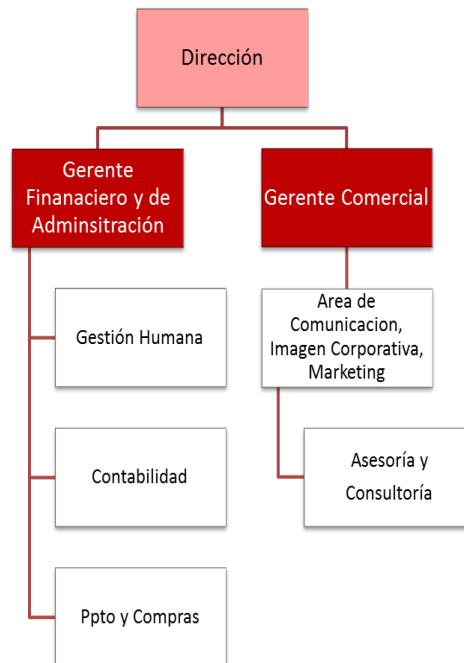 Dirección
Gerente
Finanaciero y de
Adminsitración
Gerente Comercial
Gestión Humana
Contabilidad
Ppto y Compras
Area de
Comunicacion,
Imagen Corporativa,
Marketing
Asesoría y
Consultoría